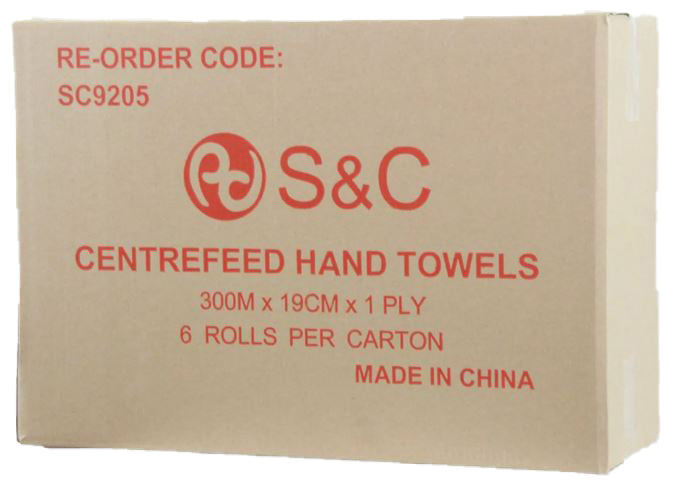 RE-ORDER CODE:
SC9205
S&C
CENTREFEED HAND TOWELS
300M x 19CM x 1 PLY
6 ROLLS PER CARTON
MADE IN CHINA